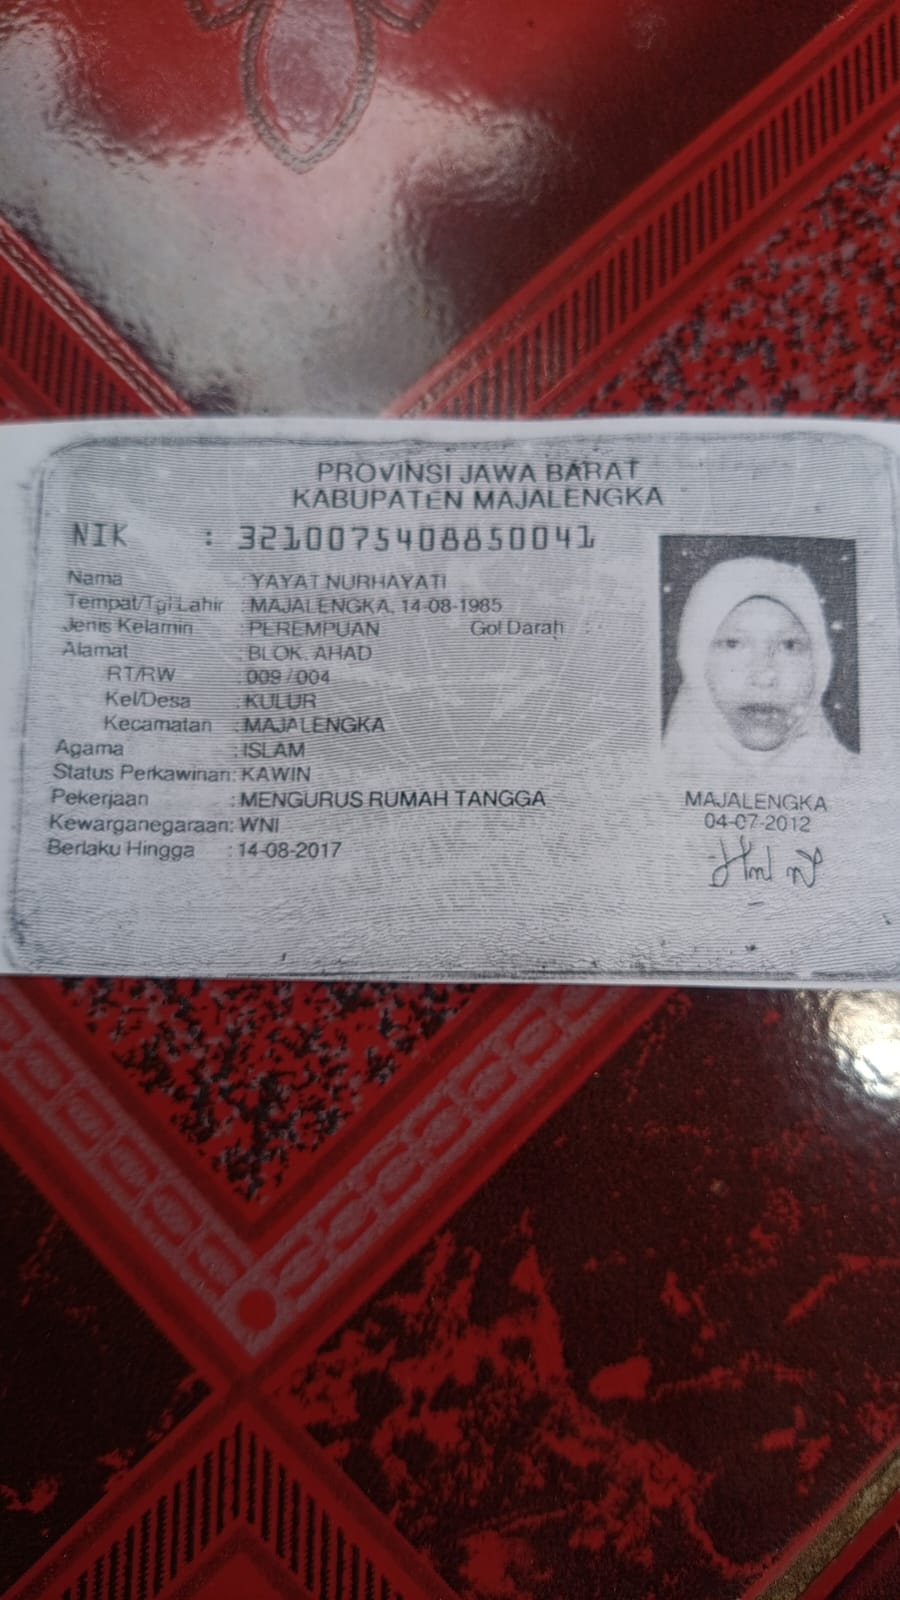 PROVINSI JAWA BARAT
KABUPATEN MAJALENGKA
NIK : 3210075408850041
Nama : YAYAT NURHAYATI
Tempat/Tgl Lahir : MAJALENGKA, 14-08-1985
Jenis Kelamin : PEREMPUAN Gol Darah :
Alamat : BLOK. AHAD
RT/RW : 009 / 004
Kel/Desa : KULUR
Kecamatan : MAJALENGKA
Agama : ISLAM
Status Perkawinan: KAWIN
Pekerjaan : MENGURUS RUMAH TANGGA
Kewarganegaraan: WNI
Berlaku Hingga : 14-08-2017
MAJALENGKA
04-07-2012